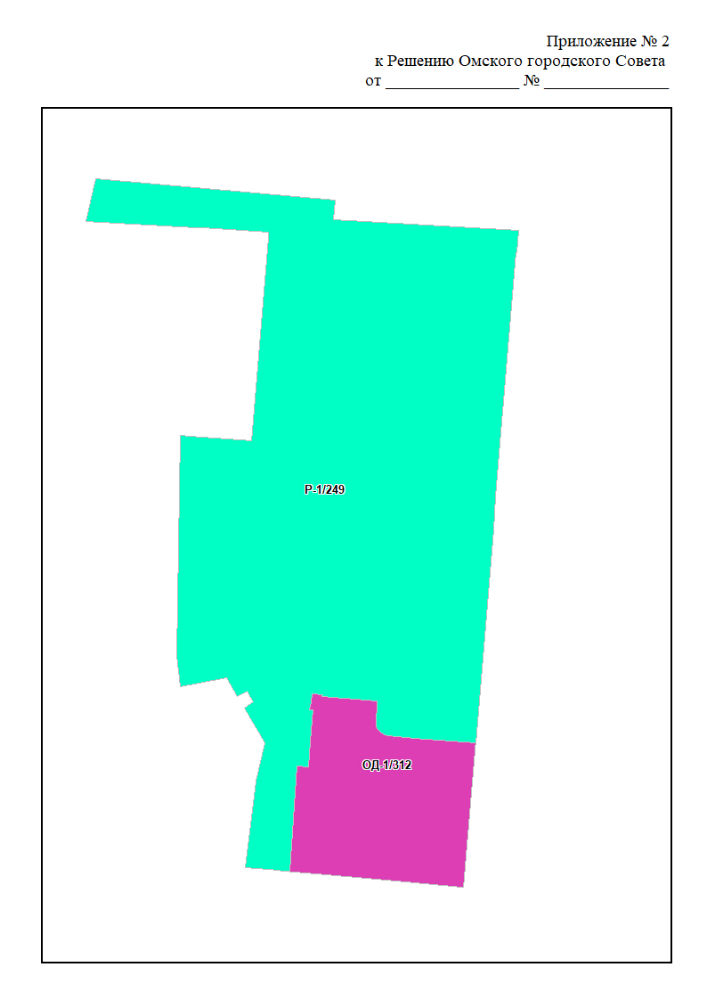 Приложение № 2
к Решению Омского городского Совета
от ________________ № _______________
Р-1/249
ОД-1/312